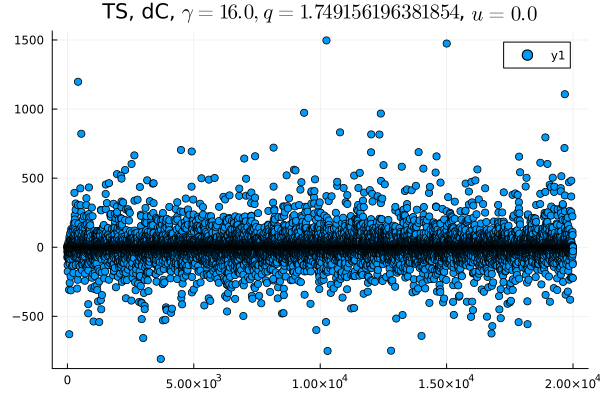 TS, dC, γ = 16.0, q = 1.749156196381854, u = 0.0
y1
1500
1000
500
0
−500
0 5.00×10³ 1.00×10⁴ 1.50×10⁴ 2.00×10⁴